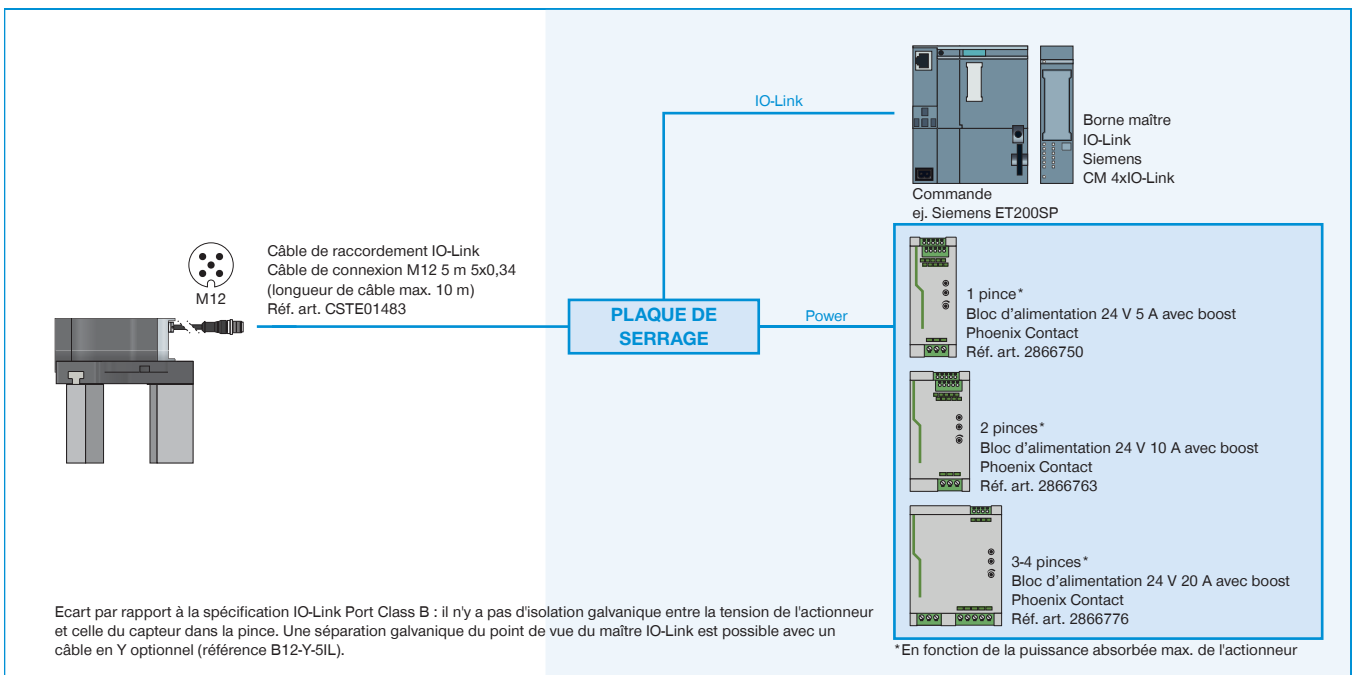 IO-Link
Borne maître
IO-Link
Siemens
CM 4xIO-Link
Commande
ej. Siemens ET200SP
M12
Câble de raccordement IO-Link
Câble de connexion M12 5 m 5x0,34
(longueur de câble max. 10 m)
Réf. art. CSTE01483
PLAQUE DE
SERRAGE
Power
1 pince*
Bloc d’alimentation 24 V 5 A avec boost
Phoenix Contact
Réf. art. 2866750
2 pinces*
Bloc d’alimentation 24 V 10 A avec boost
Phoenix Contact
Réf. art. 2866763
3-4 pinces*
Bloc d’alimentation 24 V 20 A avec boost
Phoenix Contact
Réf. art. 2866776
Ecart par rapport à la spécification IO-Link Port Class B : il n'y a pas d'isolation galvanique entre la tension de l'actionneur
et celle du capteur dans la pince. Une séparation galvanique du point de vue du maître IO-Link est possible avec un
câble en Y optionnel (référence B12-Y-5IL).
*En fonction de la puissance absorbée max. de l'actionneur